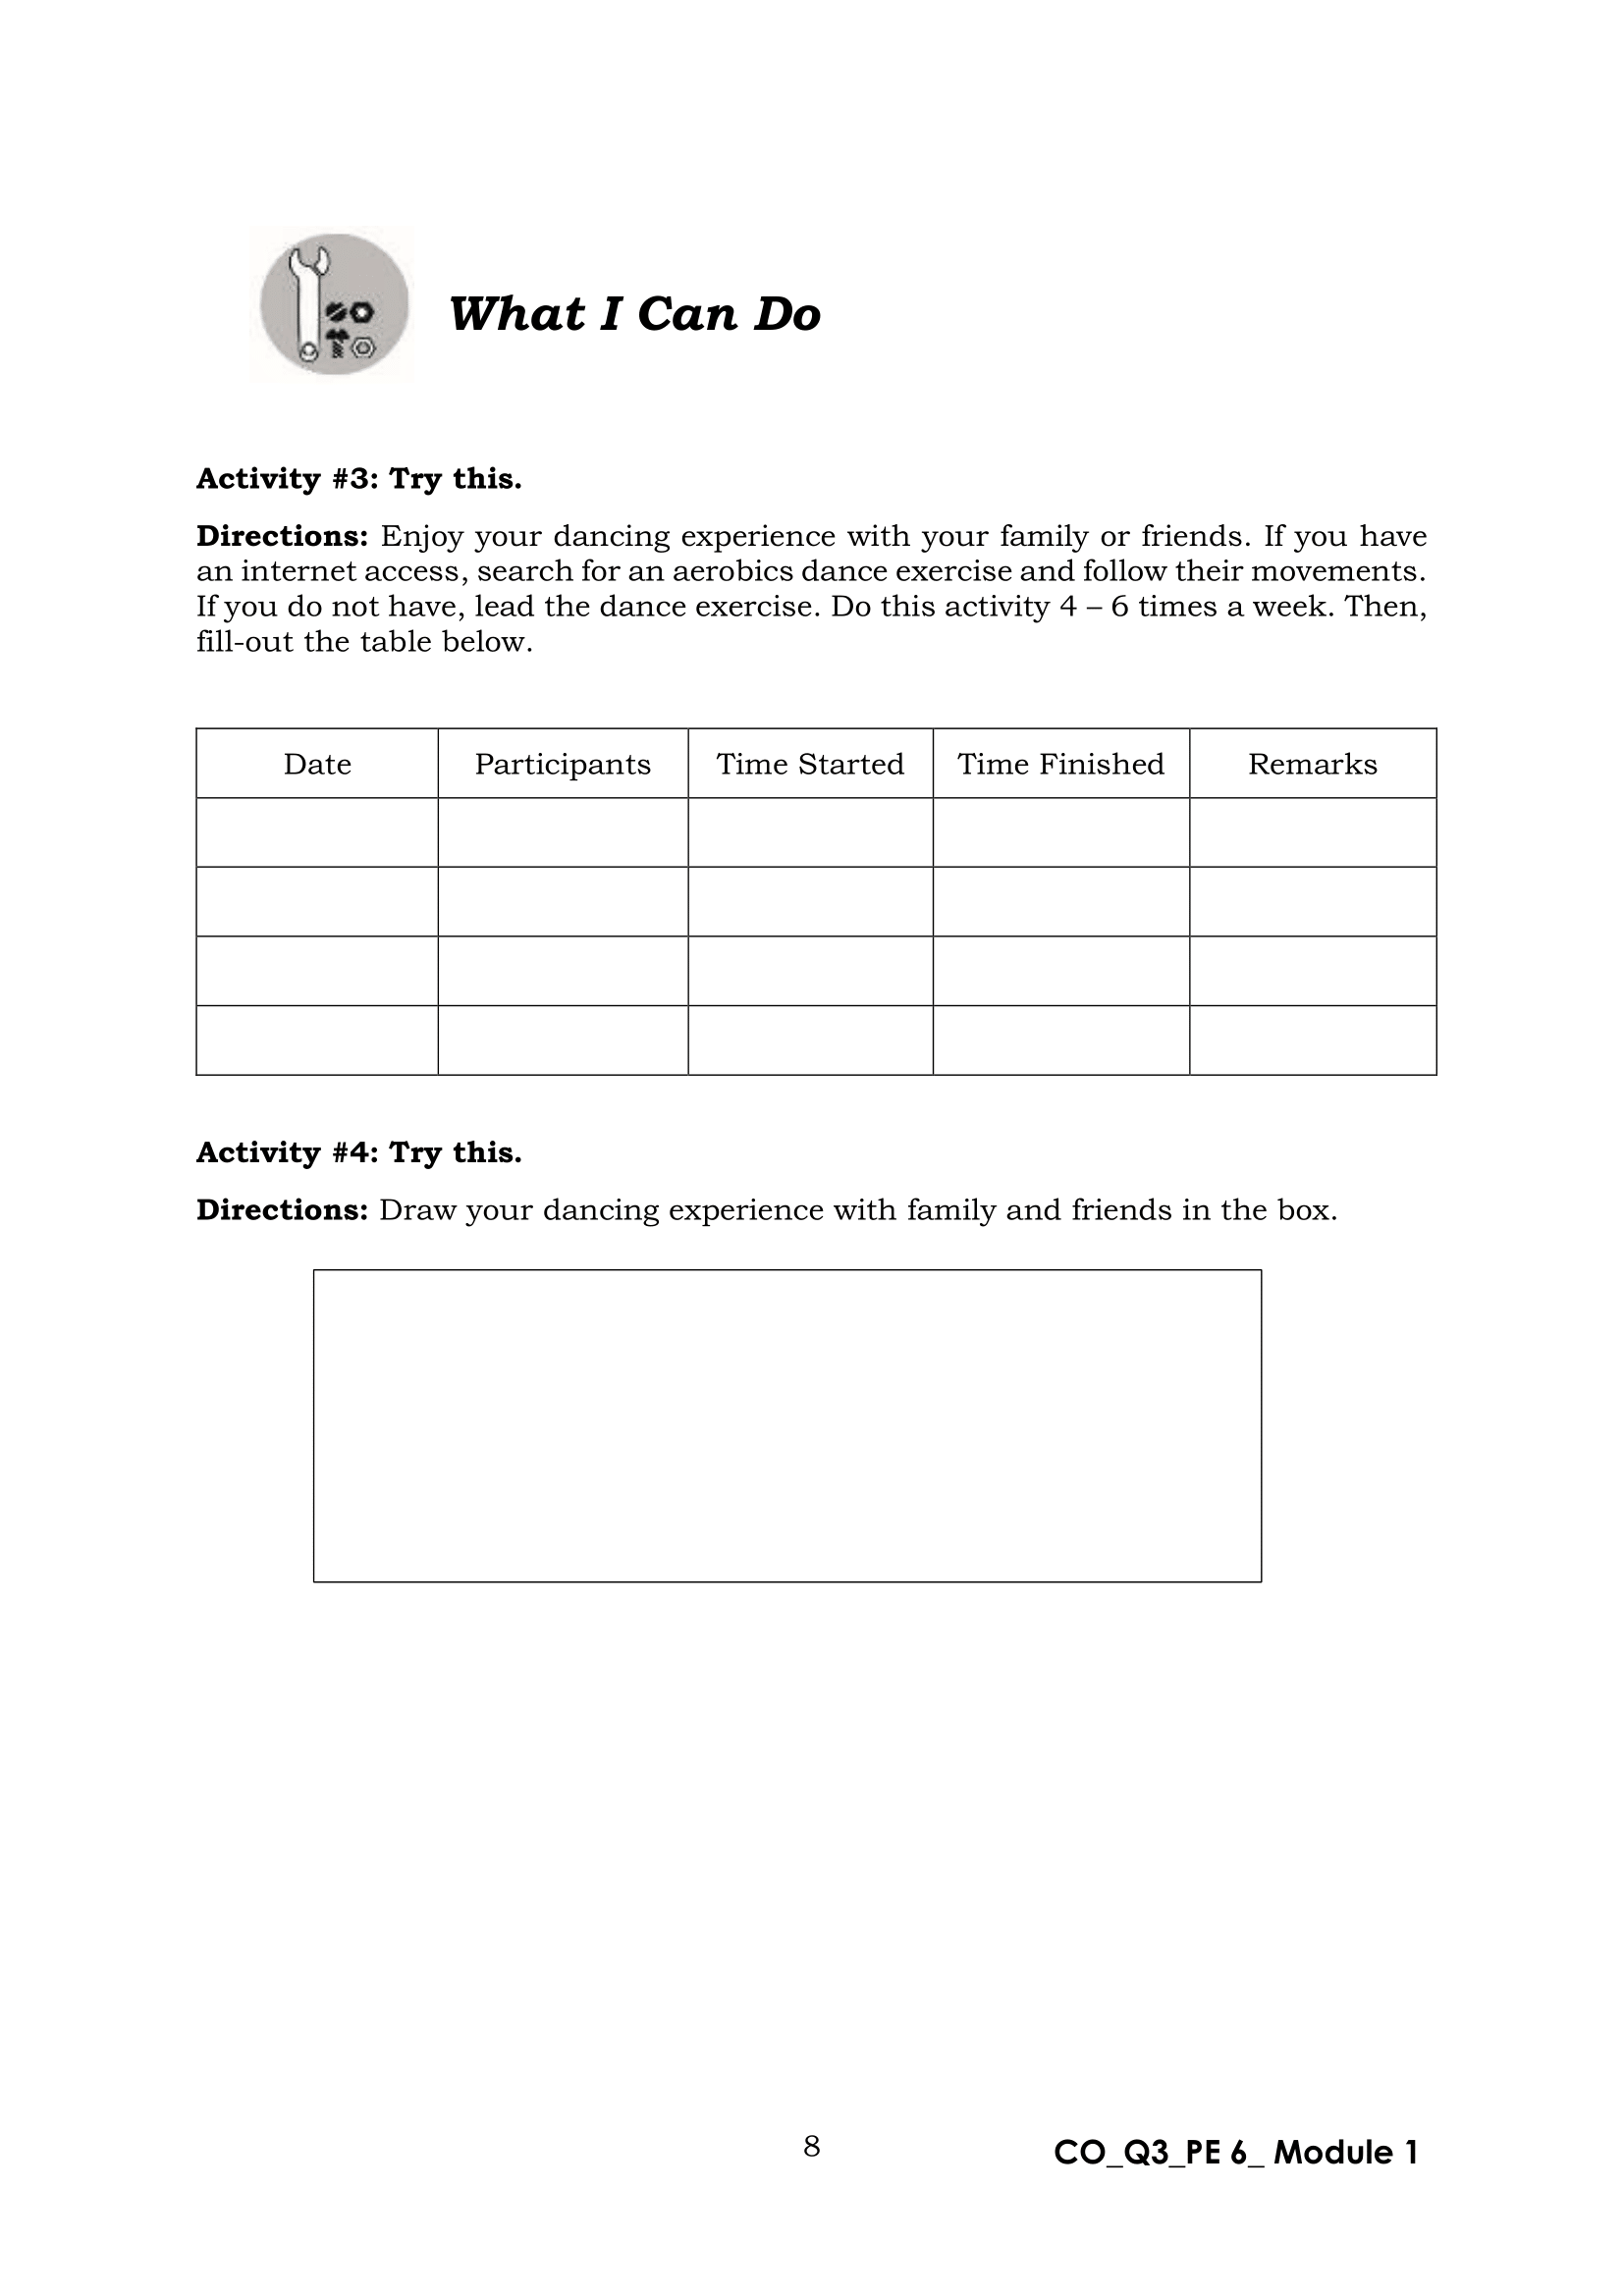 What I Can Do
Activity #3: Try this.
Directions: Enjoy your dancing experience with your family or friends. If you have
an internet access, search for an aerobics dance exercise and follow their movements.
If you do not have, lead the dance exercise. Do this activity 4 – 6 times a week. Then,
fill-out the table below.
Date Participants Time Started Time Finished Remarks
Activity #4: Try this.
Directions: Draw your dancing experience with family and friends in the box.
8 CO_Q3_PE 6_ Module 1